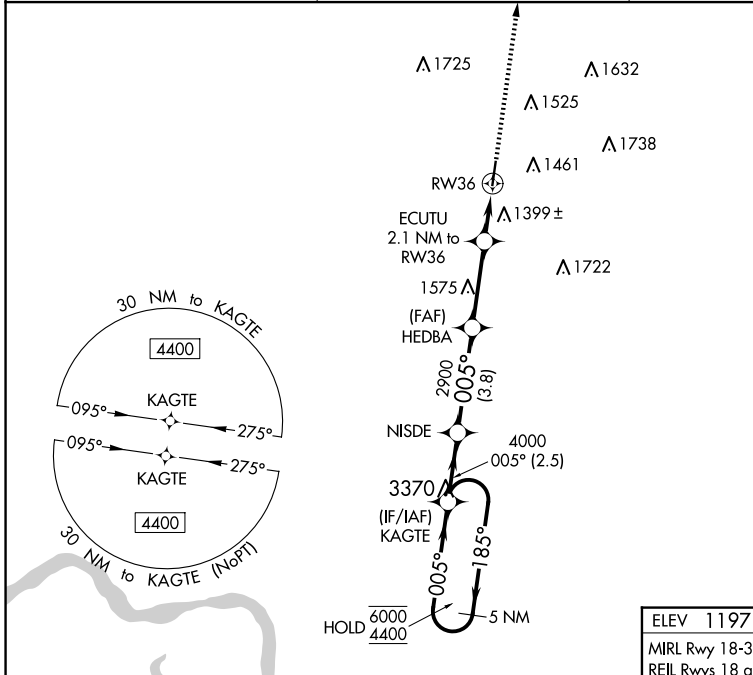 1725
1632
1525
1738
1461
RW36
1399 ±
ECUTU
2.1 NM to
RW36
1722
1575
(FAF)
HEDBA
2900
005°
(3.8)
NISDE
4000
005° (2.5)
3370
(IF/IAF)
KAGTE
005°
185°
HOLD
6000
4400
5 NM
30 NM to KAGTE
4400
KAGTE
095°
275°
095°
275°
KAGTE
4400
30 NM to KAGTE (NoPT)
ELEV 1197
MIRL Rwy 18-3
REIL Rwys 18 a